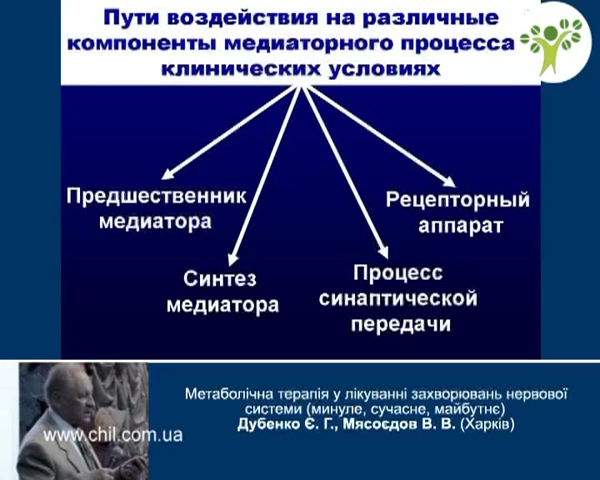 Пути воздействия на различные
компоненты медиаторного процесса
клинических условиях
Предшественник
медиатора
Рецепторный
аппарат
Синтез
медиатора
Процесс
синаптической
передачи
Метаболічна терапія у лікуванні захворювань нервової
системи (минуле, сучасне, майбутнє)
Дубенко Є. Г., Мясоєдов В. В. (Харків)
www.chil.com.ua